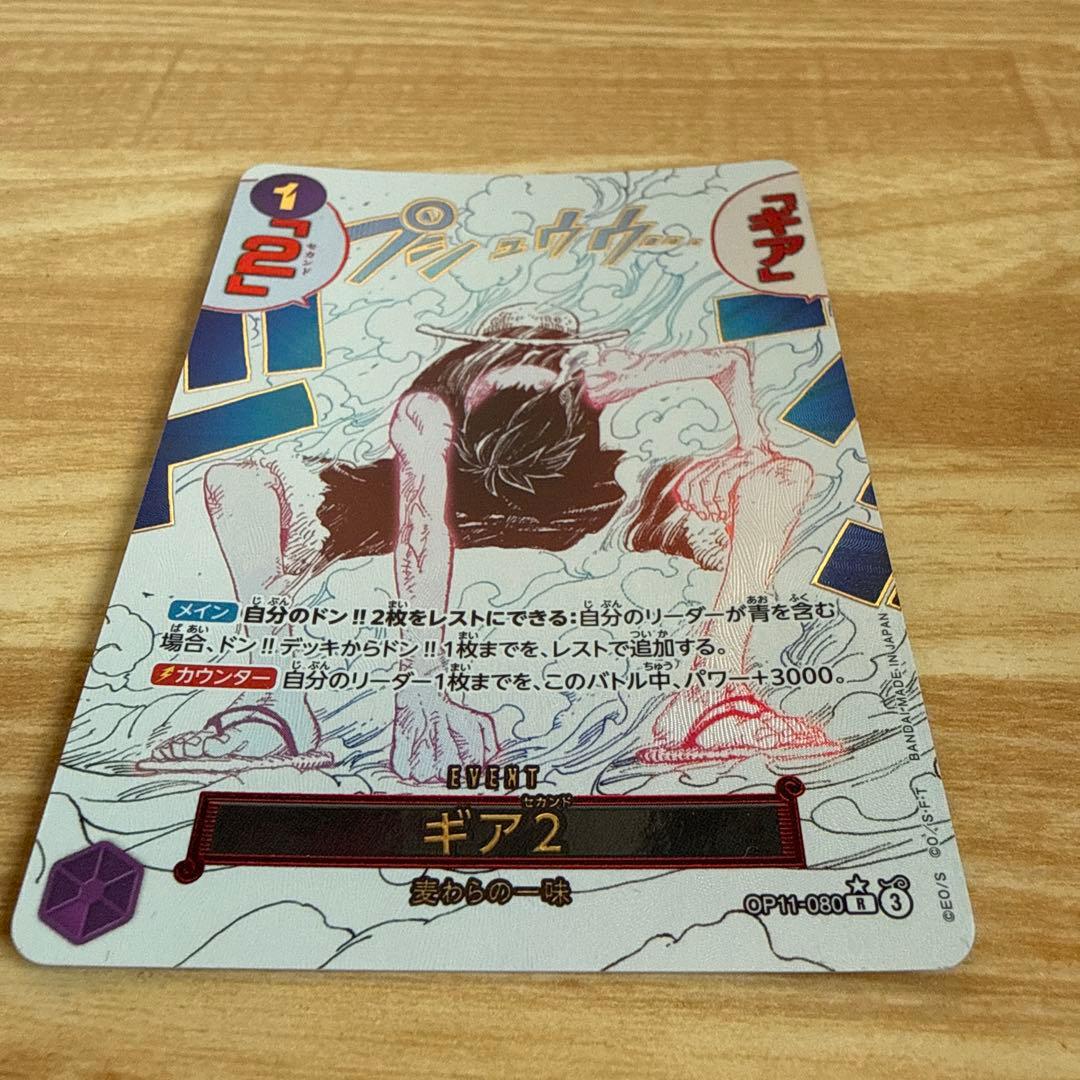 1
「2」
セカンド
プシュウウ…
「ギア」
メイン 自分のドン!!2枚をレストにできる:自分のリーダーが青を含む
場合、ドン!!デッキからドン!!1枚までを、レストで追加する。
カウンター 自分のリーダー1枚までを、このバトル中、パワー+3000。
EVENT
ギア2
セカンド
麦わらの一味
OP11-080 R 3
BANDAI・MADE IN JAPAN
©O/S・F・T
©EO/S